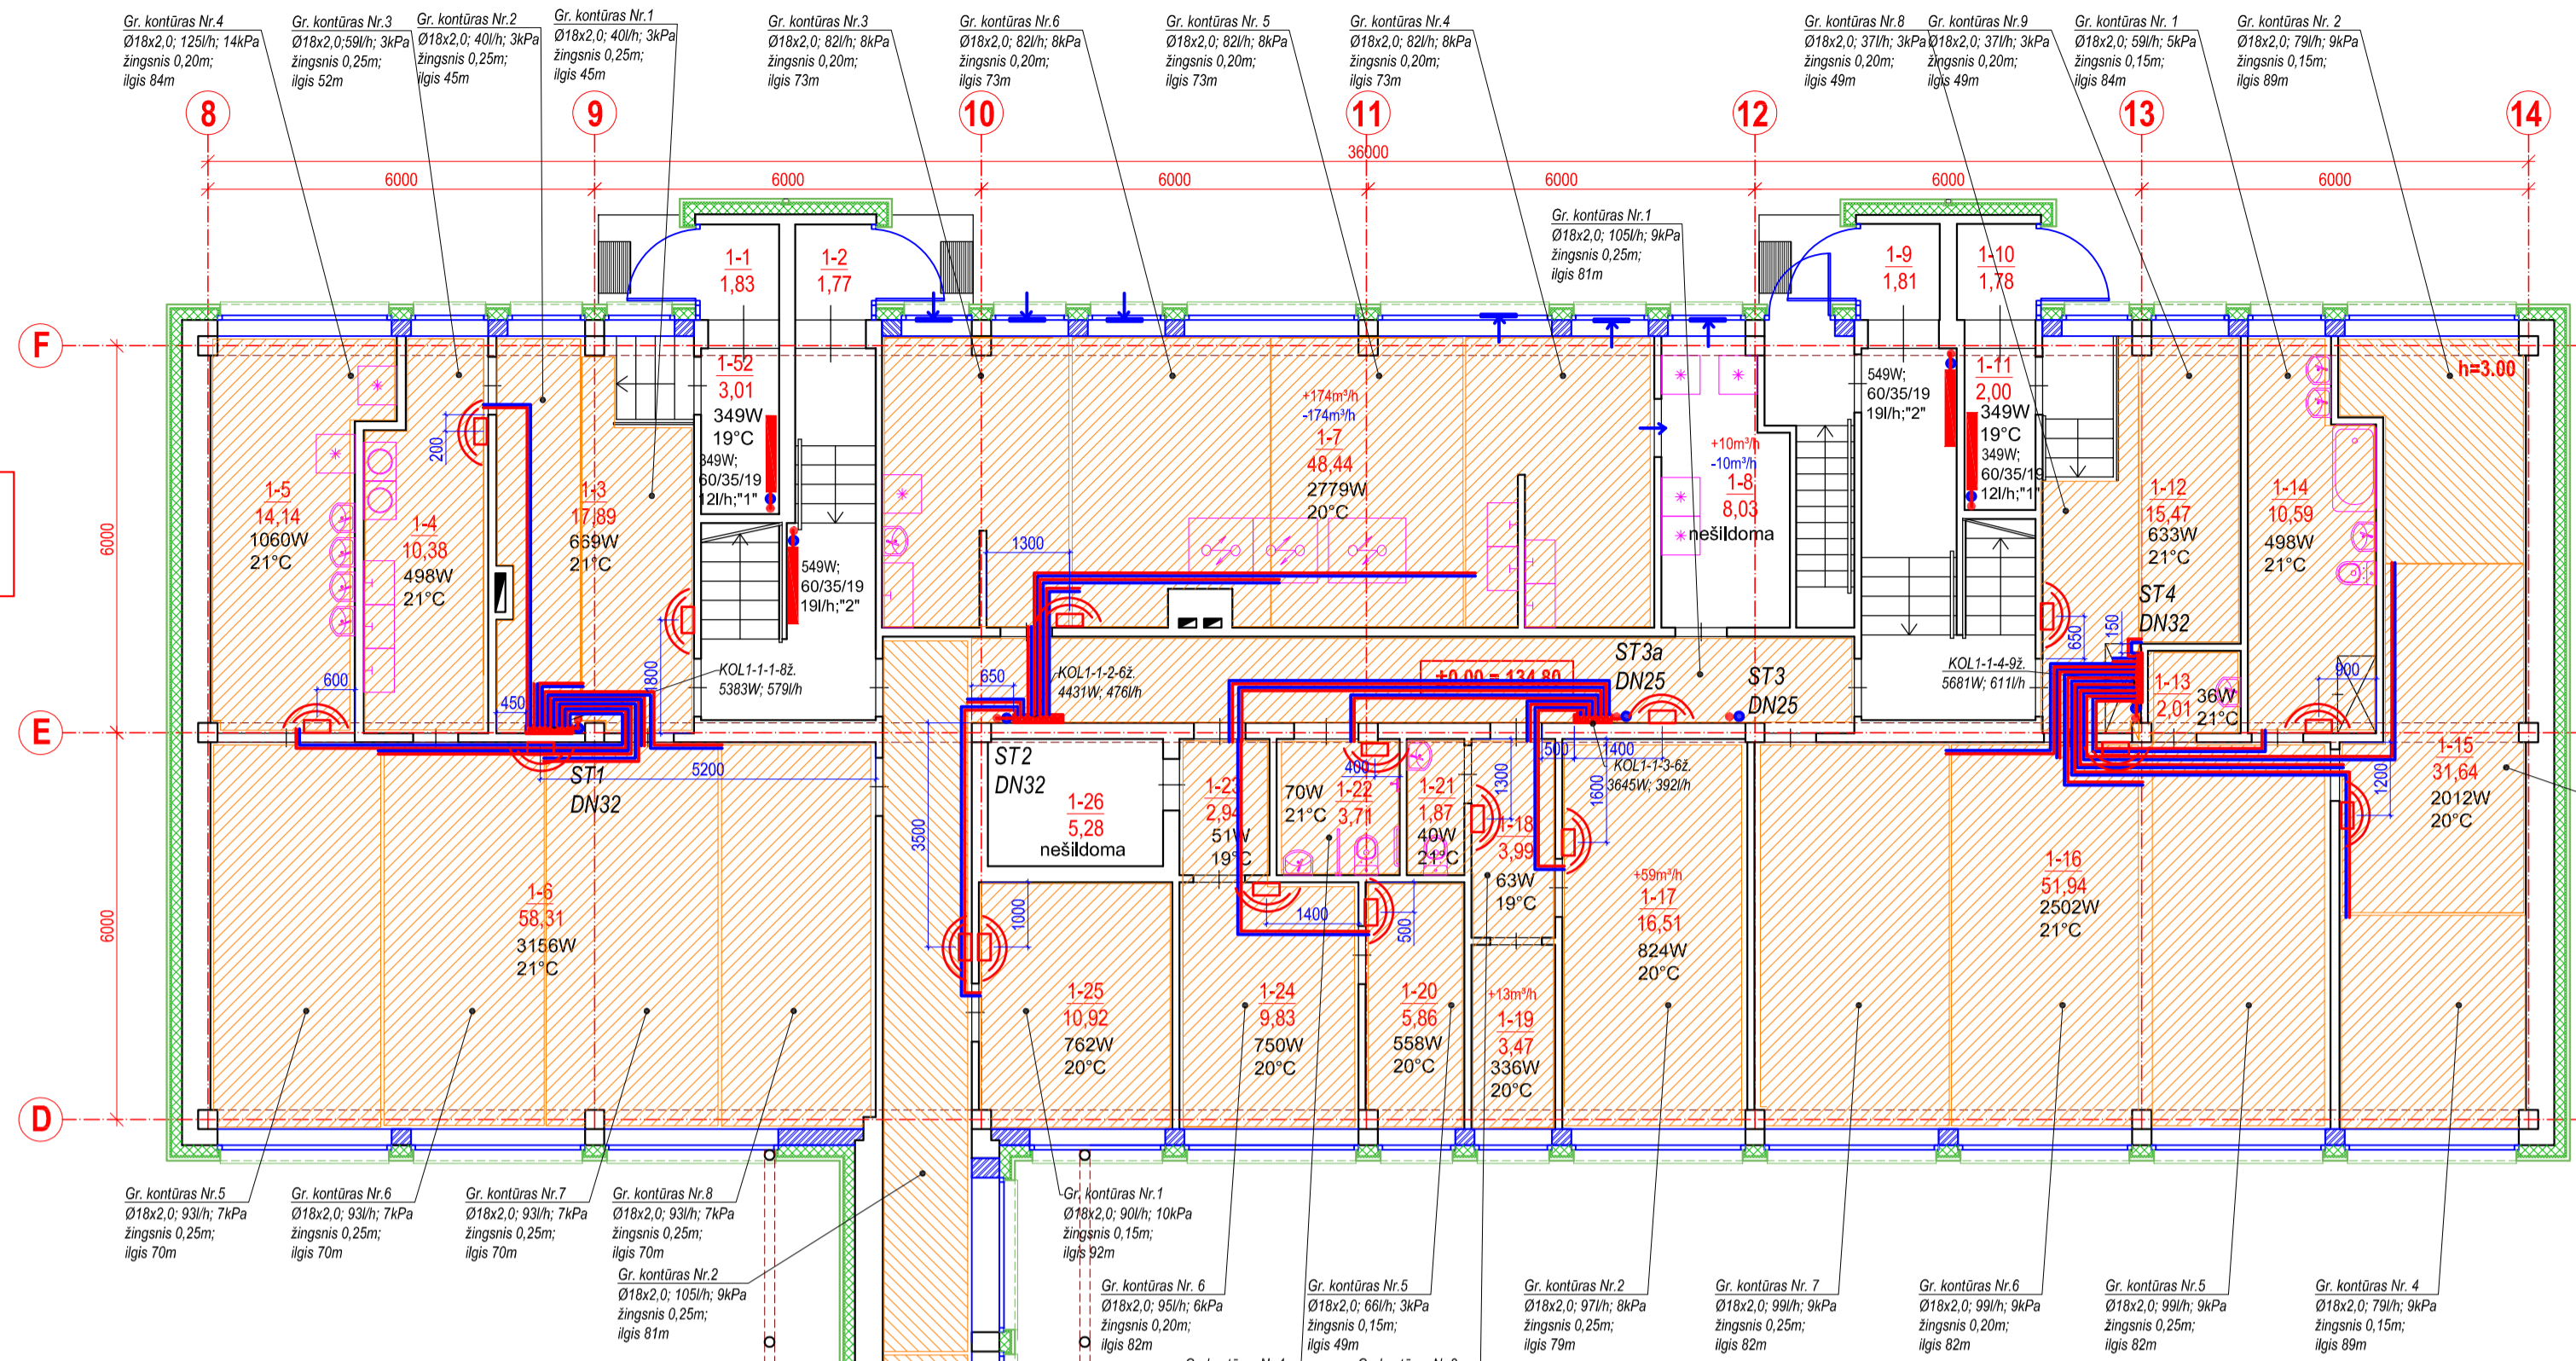 Gr. kontūras Nr.4
Ø18x2,0; 125l/h; 14kPa
žingsnis 0,20m;
ilgis 84m
Gr. kontūras Nr.3
Ø18x2,0;59l/h; 3kPa
žingsnis 0,25m;
ilgis 52m
Gr. kontūras Nr.2
Ø18x2,0; 40l/h; 3kPa
žingsnis 0,25m;
ilgis 45m
Gr. kontūras Nr.1
Ø18x2,0; 40l/h; 3kPa
žingsnis 0,25m;
ilgis 45m
Gr. kontūras Nr.3
Ø18x2,0; 82l/h; 8kPa
žingsnis 0,20m;
ilgis 73m
Gr. kontūras Nr.6
Ø18x2,0; 82l/h; 8kPa
žingsnis 0,20m;
ilgis 73m
Gr. kontūras Nr. 5
Ø18x2,0; 82l/h; 8kPa
žingsnis 0,20m;
ilgis 73m
Gr. kontūras Nr.4
Ø18x2,0; 82l/h; 8kPa
žingsnis 0,20m;
ilgis 73m
Gr. kontūras Nr.8
Ø18x2,0; 37l/h; 3kPa
žingsnis 0,20m;
ilgis 49m
Gr. kontūras Nr.9
Ø18x2,0; 37l/h; 3kPa
žingsnis 0,20m;
ilgis 49m
Gr. kontūras Nr. 1
Ø18x2,0; 59l/h; 5kPa
žingsnis 0,15m;
ilgis 84m
Gr. kontūras Nr. 2
Ø18x2,0; 79l/h; 9kPa
žingsnis 0,15m;
ilgis 89m
8
9
10
11
12
13
14
36000
6000
6000
6000
6000
6000
6000
Gr. kontūras Nr.1
Ø18x2,0; 105l/h; 9kPa
žingsnis 0,25m;
ilgis 81m
1-1
1,83
1-2
1,77
1-9
1,81
1-10
1,78
F
E
D
6000
6000
1-52
3,01
349W
19°C
349W;
60/35/19
12l/h;"1"
549W;
60/35/19
19l/h;"2"
549W;
60/35/19
19l/h;"2"
1-11
2,00
349W
19°C
349W;
60/35/19
12l/h;"1"
h=3.00
1-5
14,14
1060W
21°C
1-4
10,38
498W
21°C
200
1-3
17,89
669W
21°C
+174m³/h
-174m³/h
1-7
48,44
2779W
20°C
1300
+10m³/h
-10m³/h
1-8
8,03
nešildoma
1-12
15,47
633W
21°C
1-14
10,59
498W
21°C
ST4
DN32
150
650
1-13
2,01
36W
21°C
900
600
450
1800
KOL1-1-1-8ž.
5383W; 579l/h
650
KOL1-1-2-6ž.
4431W; 476l/h
±0,00 = 134,80
ST3a
DN25
ST3
DN25
KOL1-1-4-9ž.
5681W; 611l/h
ST1
DN32
5200
ST2
DN32
3500
1-26
5,28
nešildoma
1-23
2,94
51W
19°C
70W
21°C
1-22
3,71
400
1-21
1,87
40W
21°C
1300
500
1400
1600
KOL1-1-3-6ž.
3645W; 392l/h
1-18
3,99
63W
19°C
+59m³/h
1-17
16,51
824W
20°C
1-16
51,94
2502W
21°C
1-15
31,64
2012W
20°C
1200
1-6
58,31
3156W
21°C
1000
1400
500
1-25
10,92
762W
20°C
1-24
9,83
750W
20°C
1-20
5,86
558W
20°C
+13m³/h
1-19
3,47
336W
20°C
Gr. kontūras Nr.5
Ø18x2,0; 93l/h; 7kPa
žingsnis 0,25m;
ilgis 70m
Gr. kontūras Nr.6
Ø18x2,0; 93l/h; 7kPa
žingsnis 0,25m;
ilgis 70m
Gr. kontūras Nr.7
Ø18x2,0; 93l/h; 7kPa
žingsnis 0,25m;
ilgis 70m
Gr. kontūras Nr.8
Ø18x2,0; 93l/h; 7kPa
žingsnis 0,25m;
ilgis 70m
Gr. kontūras Nr.2
Ø18x2,0; 105l/h; 9kPa
žingsnis 0,25m;
ilgis 81m
Gr. kontūras Nr.1
Ø18x2,0; 90l/h; 10kPa
žingsnis 0,15m;
ilgis 92m
Gr. kontūras Nr. 6
Ø18x2,0; 95l/h; 6kPa
žingsnis 0,20m;
ilgis 82m
Gr. kontūras Nr.5
Ø18x2,0; 66l/h; 3kPa
žingsnis 0,15m;
ilgis 49m
Gr. kontūras Nr.2
Ø18x2,0; 97l/h; 8kPa
žingsnis 0,25m;
ilgis 79m
Gr. kontūras Nr. 7
Ø18x2,0; 99l/h; 9kPa
žingsnis 0,25m;
ilgis 82m
Gr. kontūras Nr.6
Ø18x2,0; 99l/h; 9kPa
žingsnis 0,20m;
ilgis 82m
Gr. kontūras Nr.5
Ø18x2,0; 99l/h; 9kPa
žingsnis 0,25m;
ilgis 82m
Gr. kontūras Nr. 4
Ø18x2,0; 79l/h; 9kPa
žingsnis 0,15m;
ilgis 89m